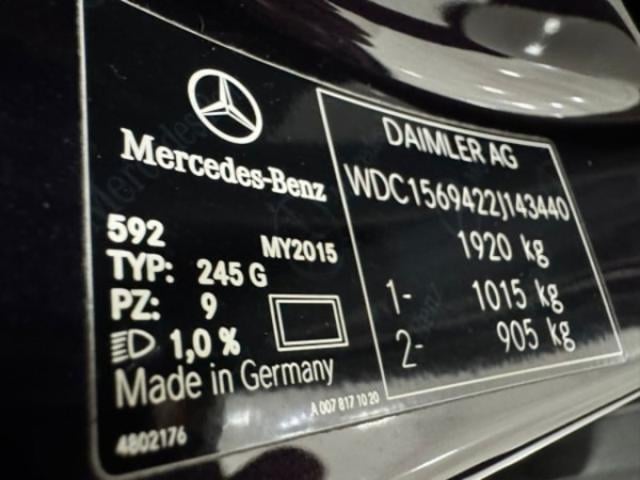 Mercedes-Benz
592 MY2015
TYP: 245 G
PZ: 9
1,0 %
Made in Germany
A 007 817 10 20
4802176
DAIMLER AG
WDC1569422J143440
1920 kg
1- 1015 kg
2- 905 kg